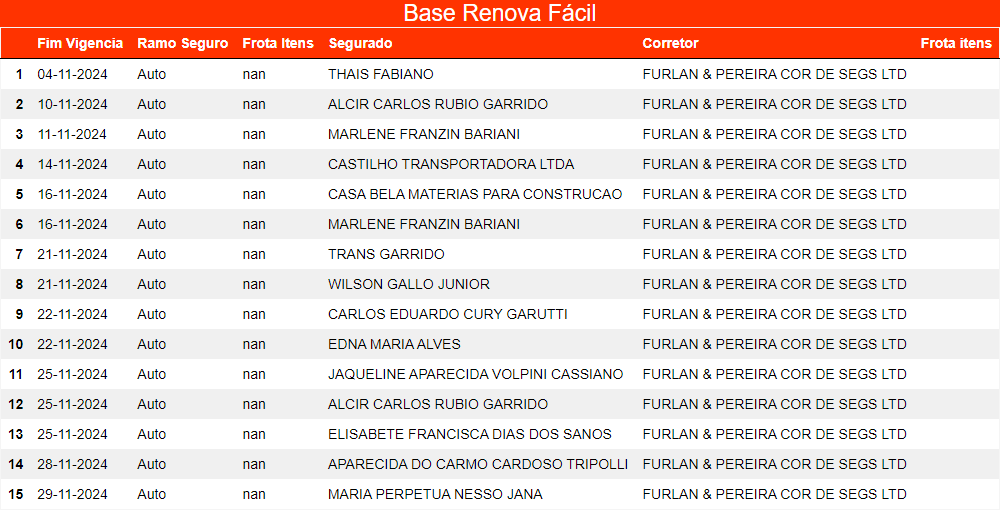 Base Renova Fácil
Fim Vigencia Ramo Seguro Frota Itens Segurado Corretor Frota itens
1 04-11-2024 Auto nan THAIS FABIANO FURLAN & PEREIRA COR DE SEGS LTD
2 10-11-2024 Auto nan ALCIR CARLOS RUBIO GARRIDO FURLAN & PEREIRA COR DE SEGS LTD
3 11-11-2024 Auto nan MARLENE FRANZIN BARIANI FURLAN & PEREIRA COR DE SEGS LTD
4 14-11-2024 Auto nan CASTILHO TRANSPORTADORA LTDA FURLAN & PEREIRA COR DE SEGS LTD
5 16-11-2024 Auto nan CASA BELA MATERIAS PARA CONSTRUCAO FURLAN & PEREIRA COR DE SEGS LTD
6 16-11-2024 Auto nan MARLENE FRANZIN BARIANI FURLAN & PEREIRA COR DE SEGS LTD
7 21-11-2024 Auto nan TRANS GARRIDO FURLAN & PEREIRA COR DE SEGS LTD
8 21-11-2024 Auto nan WILSON GALLO JUNIOR FURLAN & PEREIRA COR DE SEGS LTD
9 22-11-2024 Auto nan CARLOS EDUARDO CURY GARUTTI FURLAN & PEREIRA COR DE SEGS LTD
10 22-11-2024 Auto nan EDNA MARIA ALVES FURLAN & PEREIRA COR DE SEGS LTD
11 25-11-2024 Auto nan JAQUELINE APARECIDA VOLPINI CASSIANO FURLAN & PEREIRA COR DE SEGS LTD
12 25-11-2024 Auto nan ALCIR CARLOS RUBIO GARRIDO FURLAN & PEREIRA COR DE SEGS LTD
13 25-11-2024 Auto nan ELISABETE FRANCISCA DIAS DOS SANOS FURLAN & PEREIRA COR DE SEGS LTD
14 28-11-2024 Auto nan APARECIDA DO CARMO CARDOSO TRIPOLLI FURLAN & PEREIRA COR DE SEGS LTD
15 29-11-2024 Auto nan MARIA PERPETUA NESSO JANA FURLAN & PEREIRA COR DE SEGS LTD